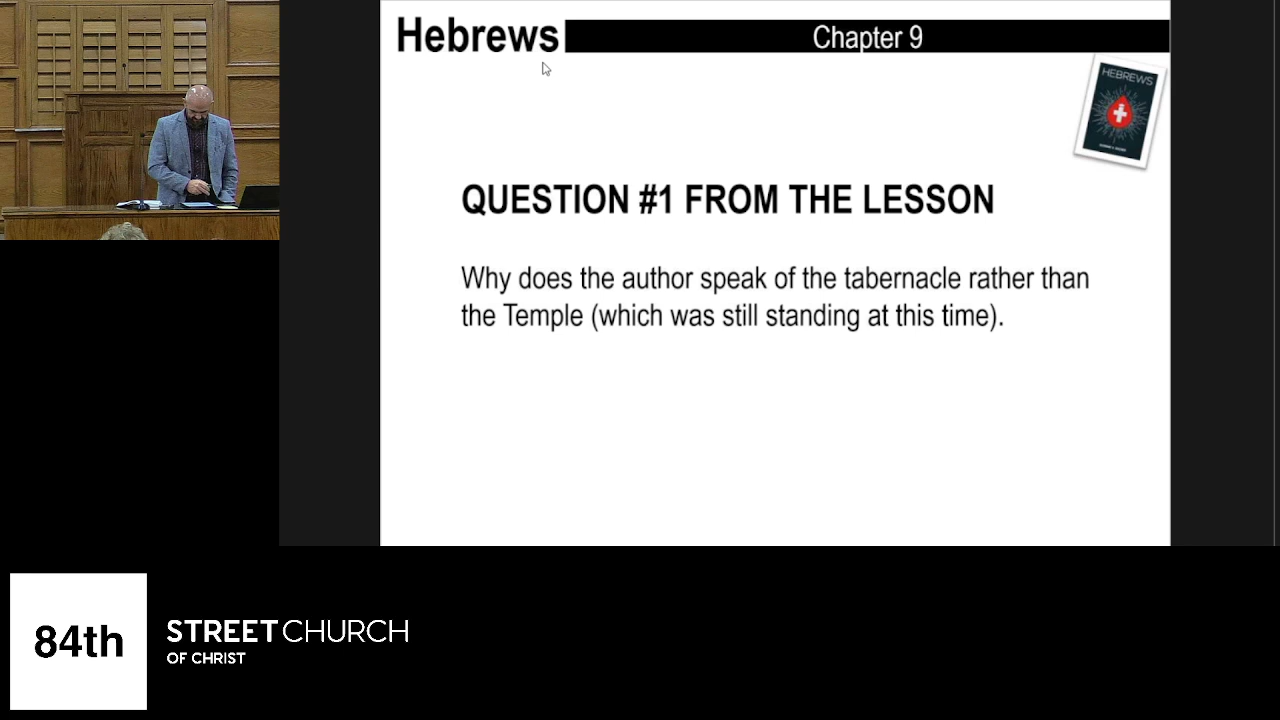 Hebrews
Chapter 9
HEBREWS
QUESTION #1 FROM THE LESSON
Why does the author speak of the tabernacle rather than
the Temple (which was still standing at this time).
84th
STREET CHURCH
OF CHRIST